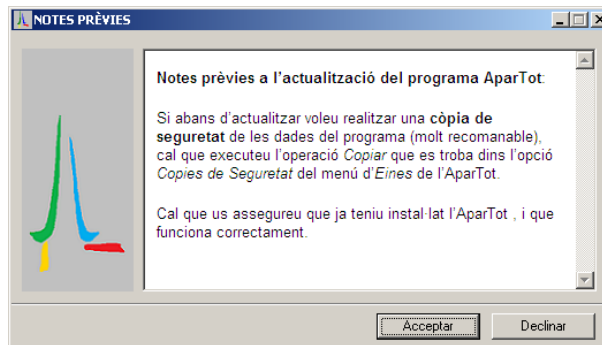 NOTES PRÈVIES
Notes prèvies a l'actualització del programa AparTot:
Si abans d'actualitzar voleu realitzar una còpia de
seguretat de les dades del programa (molt recomanable),
cal que executeu l'operació Copiar que es troba dins l'opció
Copies de Seguretat del menú d'Eines de l'AparTot.
Cal que us assegureu que ja teniu instal·lat l'AparTot , i que
funciona correctament.
Acceptar
Declinar